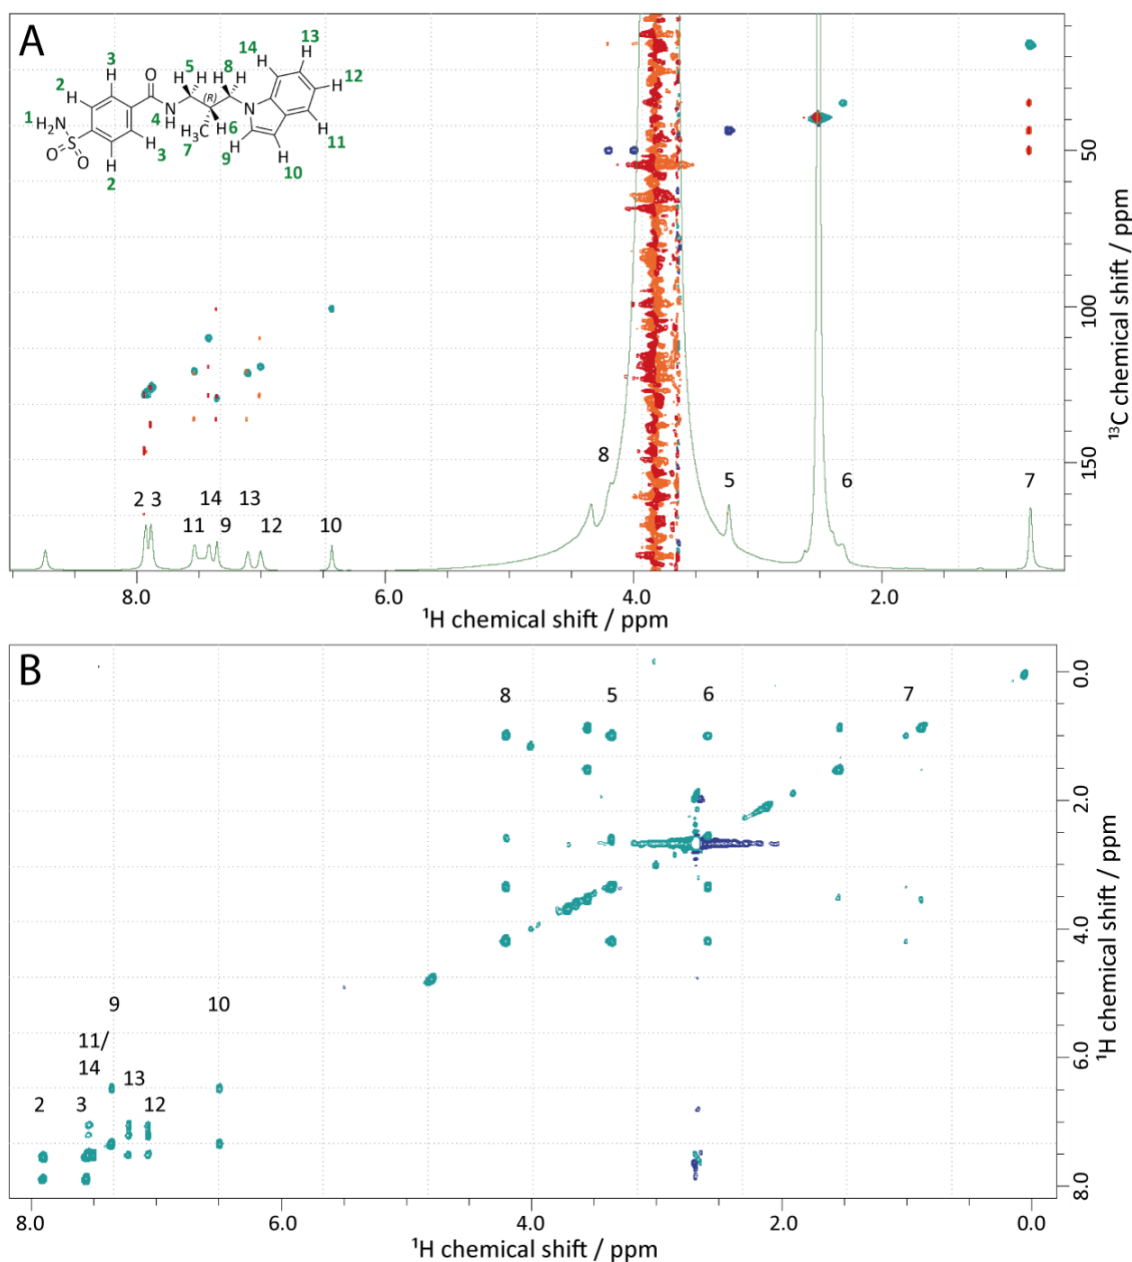 A
13
14
3
O
5
8
H
H
H
H
H
H
H
H
12
2
H
(R)
N
H
N
H
1
H₂N
4
H
H
6
H
H₃C
7
11
S
O
O
H
3
H
H
9
10
2
50
100
150
¹³C chemical shift / ppm
8
5
6
7
2 3
14
13
11
9
12
10
8.0
6.0
4.0
2.0
¹H chemical shift / ppm
B
0.0
2.0
4.0
6.0
8.0
¹H chemical shift / ppm
8
5
6
7
9
10
11/
14
13
2
3
12
8.0
6.0
4.0
2.0
0.0
¹H chemical shift / ppm